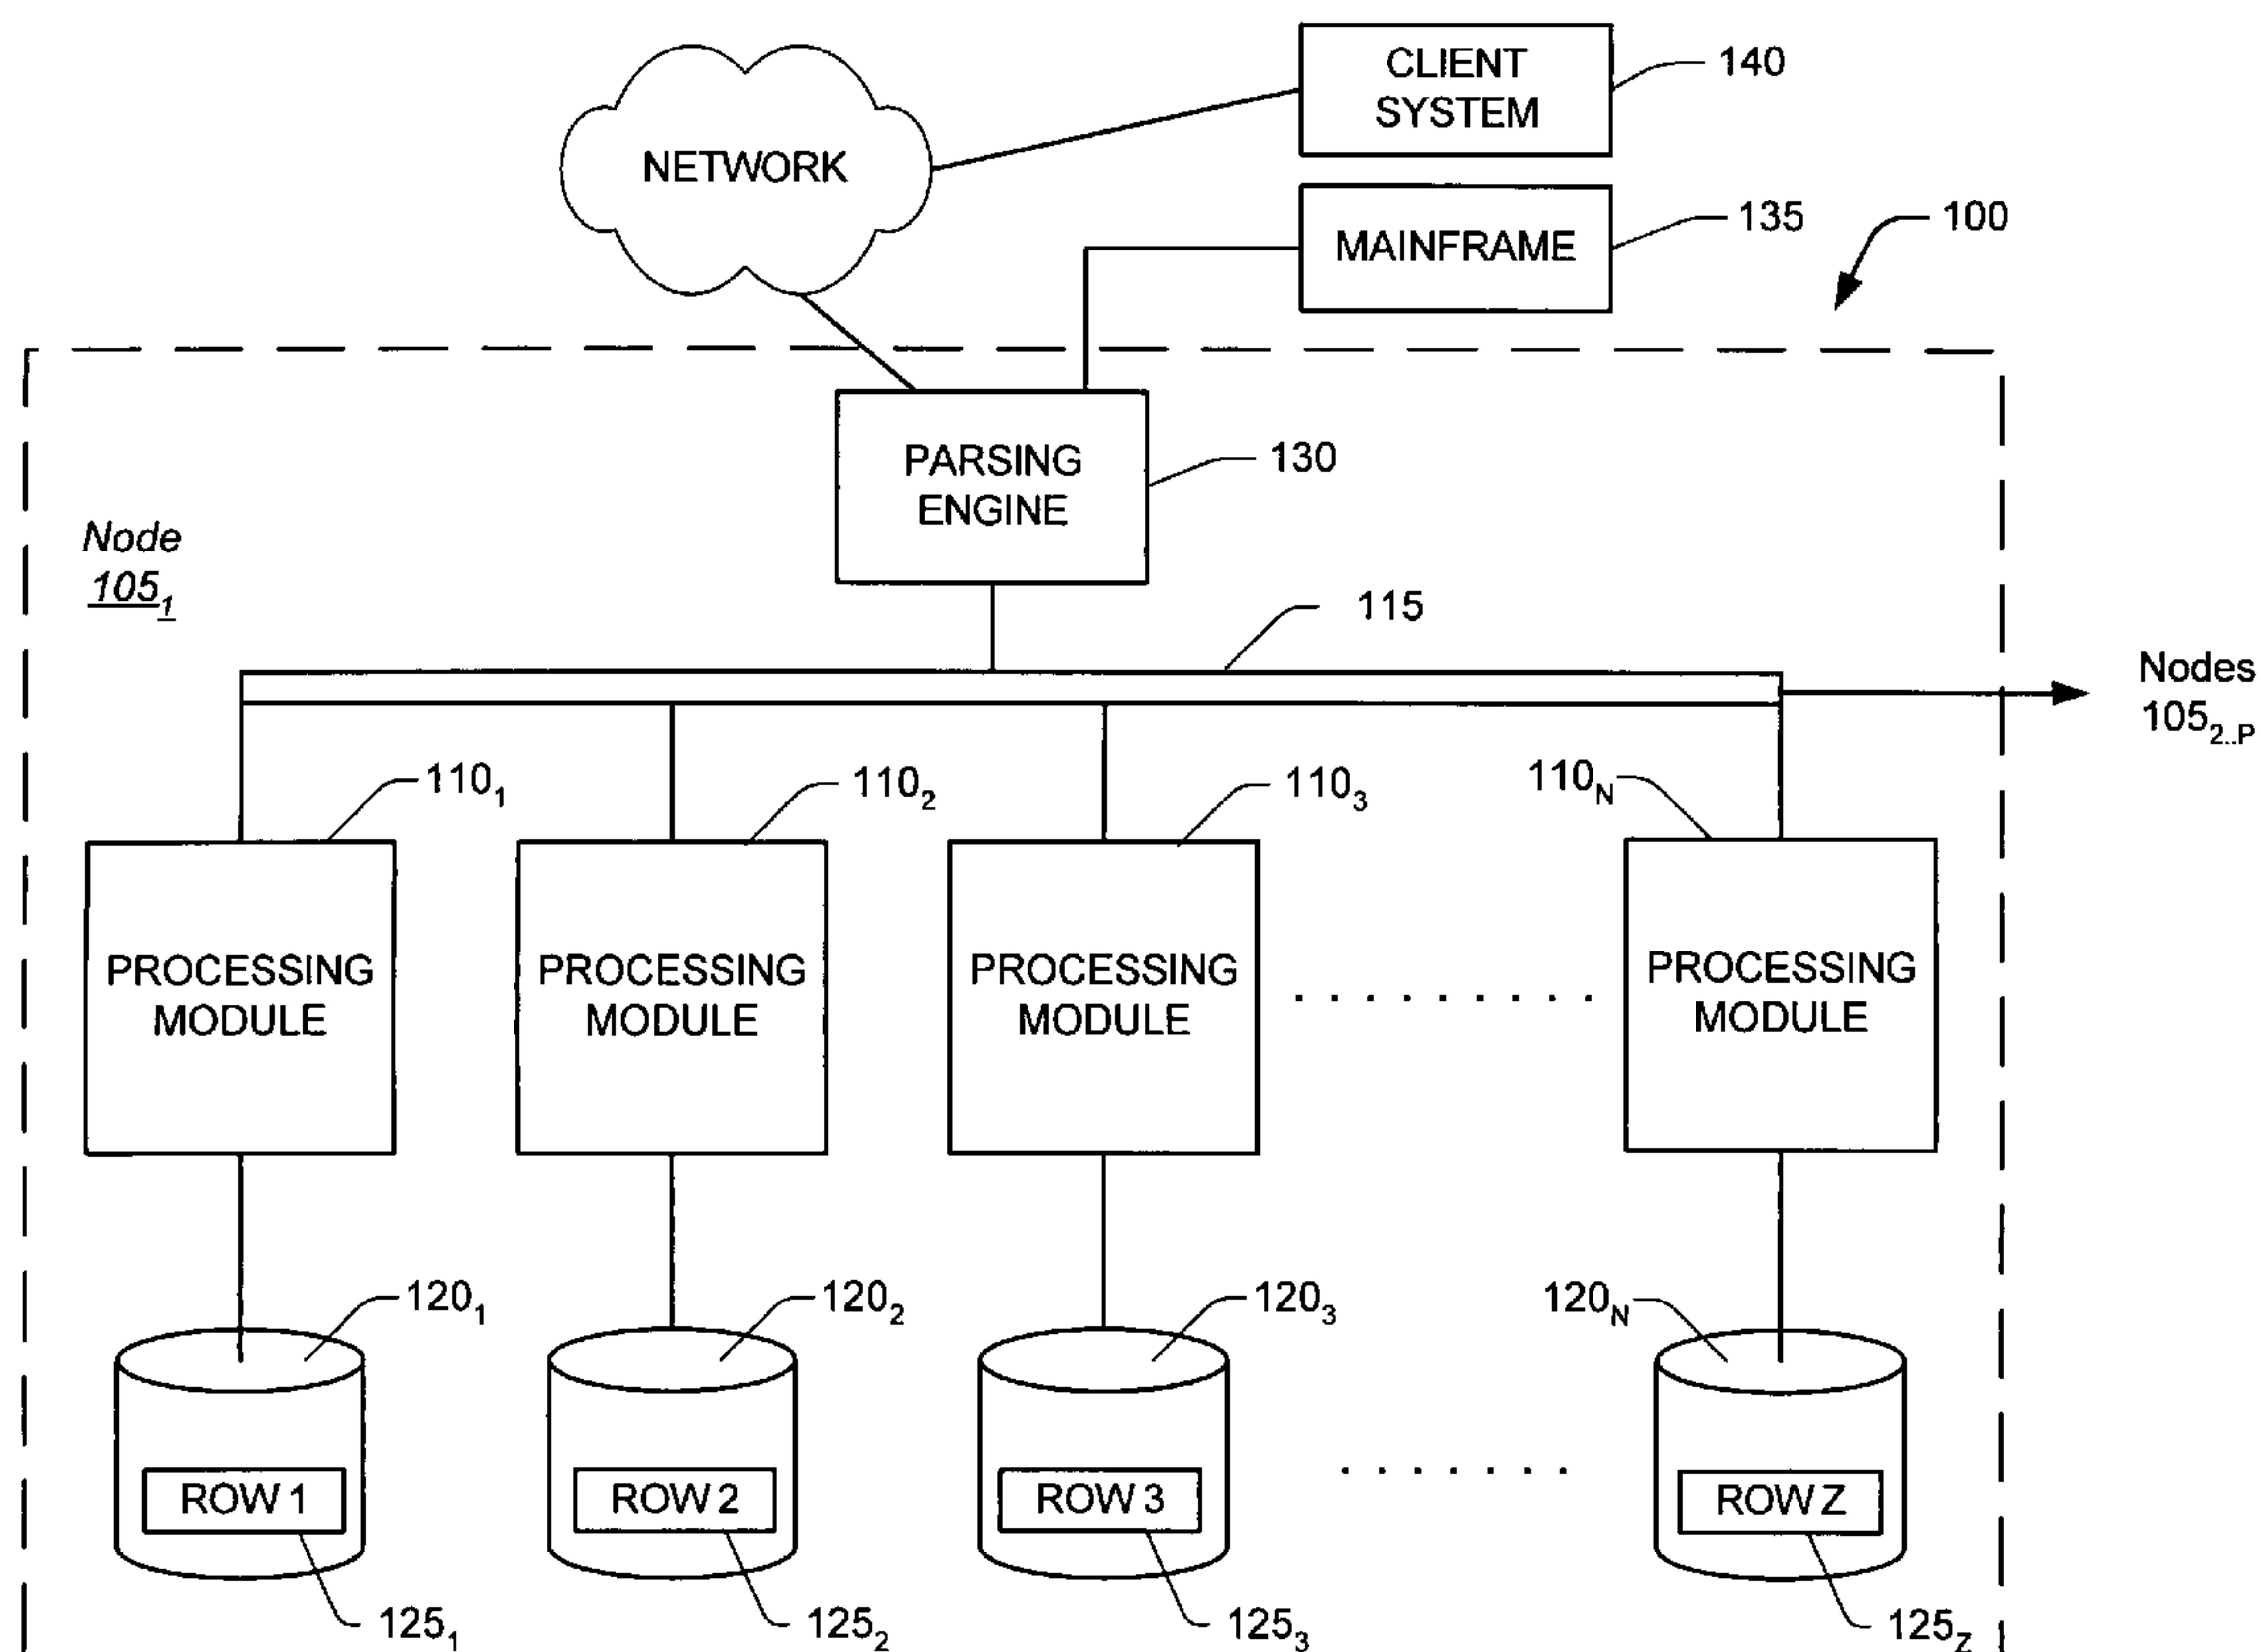 CLIENT
SYSTEM
140
NETWORK
MAINFRAME
135
100
PARSING
ENGINE
130
Node
105₁
115
Nodes
105₂..P
110₁
110₂
110₃
110N
PROCESSING
MODULE
PROCESSING
MODULE
PROCESSING
MODULE
. . . . . . . . . .
PROCESSING
MODULE
120₁
120₂
120₃
120N
ROW 1
ROW 2
ROW 3
. . . . . . . .
ROW Z
125₁
125₂
125₃
125Z